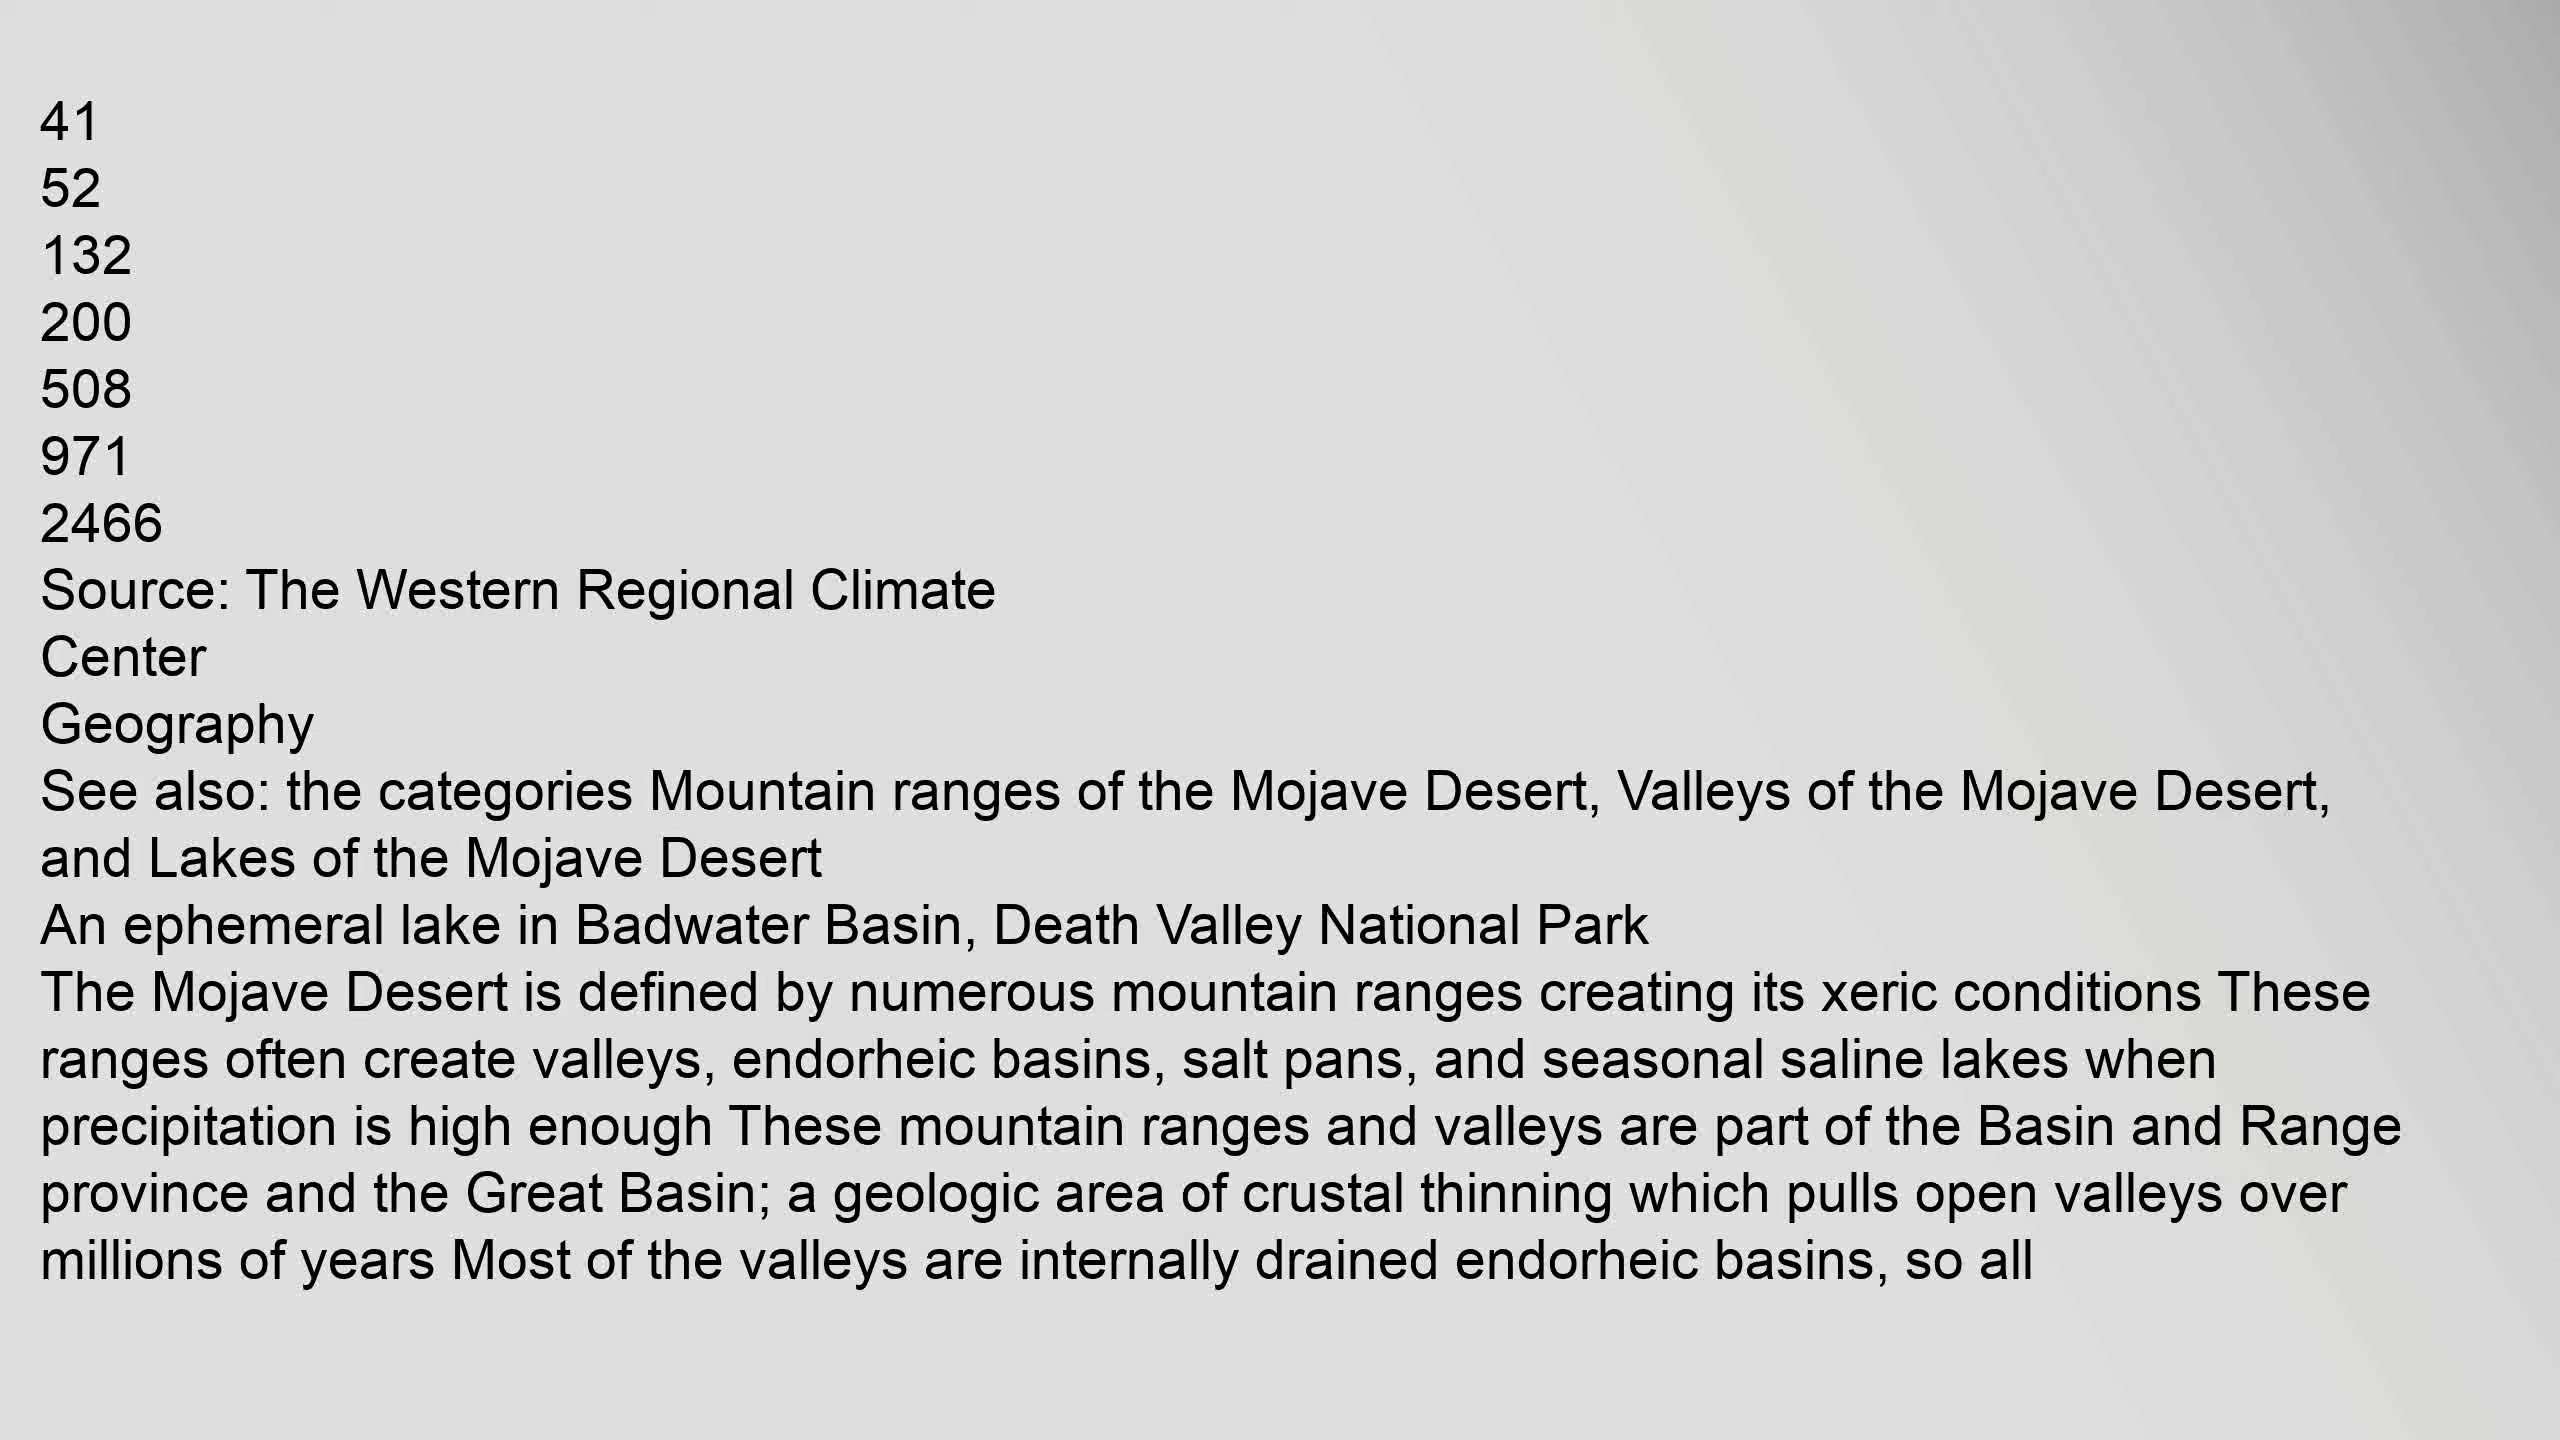 41
52
132
200
508
971
2466
Source: The Western Regional Climate
Center
Geography
See also: the categories Mountain ranges of the Mojave Desert, Valleys of the Mojave Desert,
and Lakes of the Mojave Desert
An ephemeral lake in Badwater Basin, Death Valley National Park
The Mojave Desert is defined by numerous mountain ranges creating its xeric conditions These
ranges often create valleys, endorheic basins, salt pans, and seasonal saline lakes when
precipitation is high enough These mountain ranges and valleys are part of the Basin and Range
province and the Great Basin; a geologic area of crustal thinning which pulls open valleys over
millions of years Most of the valleys are internally drained endorheic basins, so all